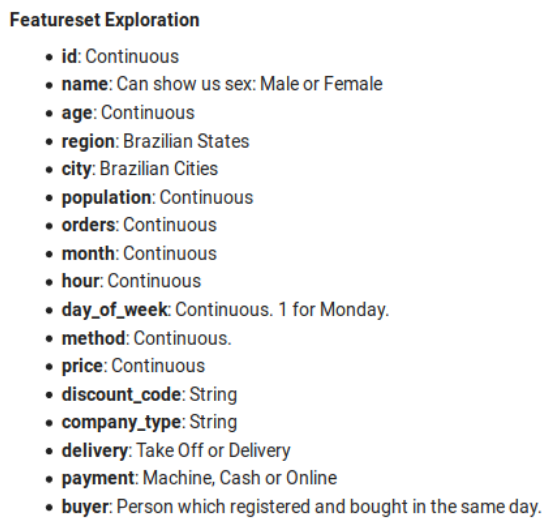 Featureset Exploration
• id: Continuous
• name: Can show us sex: Male or Female
• age: Continuous
• region: Brazilian States
• city: Brazilian Cities
• population: Continuous
• orders: Continuous
• month: Continuous
• hour: Continuous
• day_of_week: Continuous. 1 for Monday.
• method: Continuous.
• price: Continuous
• discount_code: String
• company_type: String
• delivery: Take Off or Delivery
• payment: Machine, Cash or Online
• buyer: Person which registered and bought in the same day.